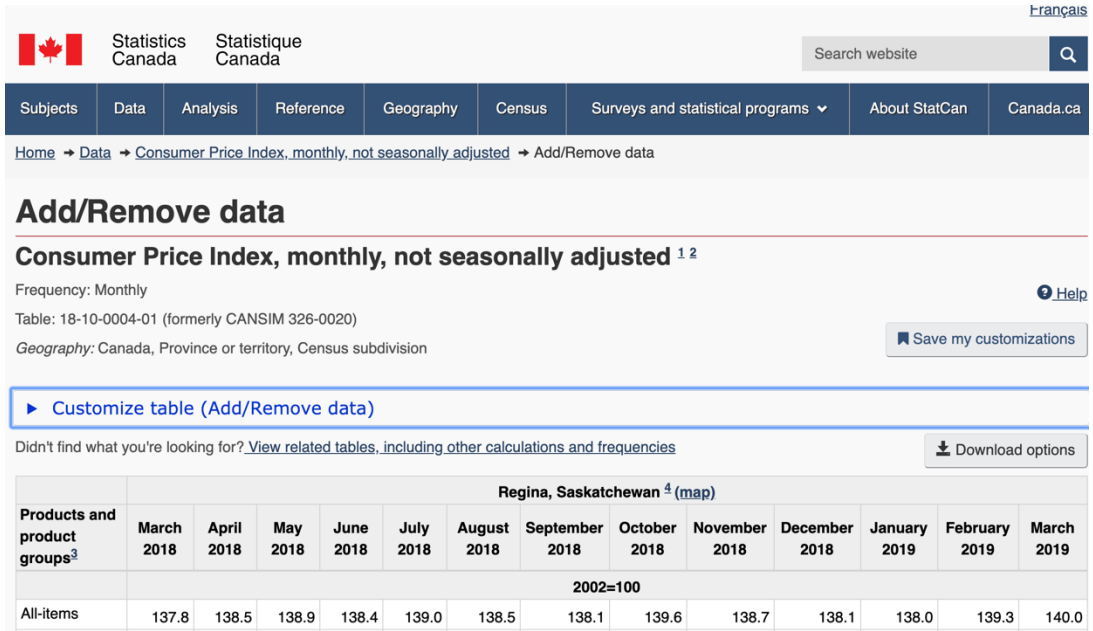 Français
Statistics Canada
Statistique Canada
Search website
Subjects Data Analysis Reference Geography Census Surveys and statistical programs About StatCan Canada.ca
Home ➔ Data ➔ Consumer Price Index, monthly, not seasonally adjusted ➔ Add/Remove data
Add/Remove data
Consumer Price Index, monthly, not seasonally adjusted 1 2
Frequency: Monthly
Help
Table: 18-10-0004-01 (formerly CANSIM 326-0020)
Save my customizations
Geography: Canada, Province or territory, Census subdivision
Customize table (Add/Remove data)
Didn't find what you're looking for? View related tables, including other calculations and frequencies
Download options
Regina, Saskatchewan 4 (map)
Products and product groups3 March 2018 April 2018 May 2018 June 2018 July 2018 August 2018 September 2018 October 2018 November 2018 December 2018 January 2019 February 2019 March 2019
2002=100
All-items 137.8 138.5 138.9 138.4 139.0 138.5 138.1 139.6 138.7 138.1 138.0 139.3 140.0